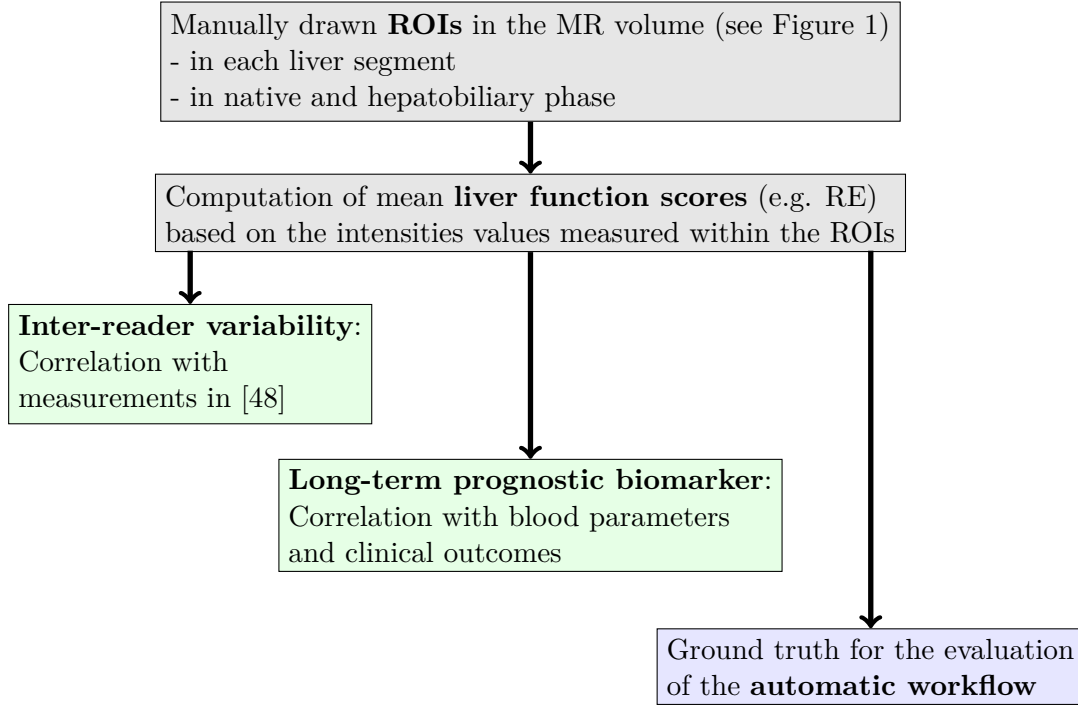 Manually drawn ROIs in the MR volume (see Figure 1)
- in each liver segment
- in native and hepatobiliary phase
Computation of mean liver function scores (e.g. RE)
based on the intensities values measured within the ROIs
Inter-reader variability:
Correlation with
measurements in [48]
Long-term prognostic biomarker:
Correlation with blood parameters
and clinical outcomes
Ground truth for the evaluation
of the automatic workflow